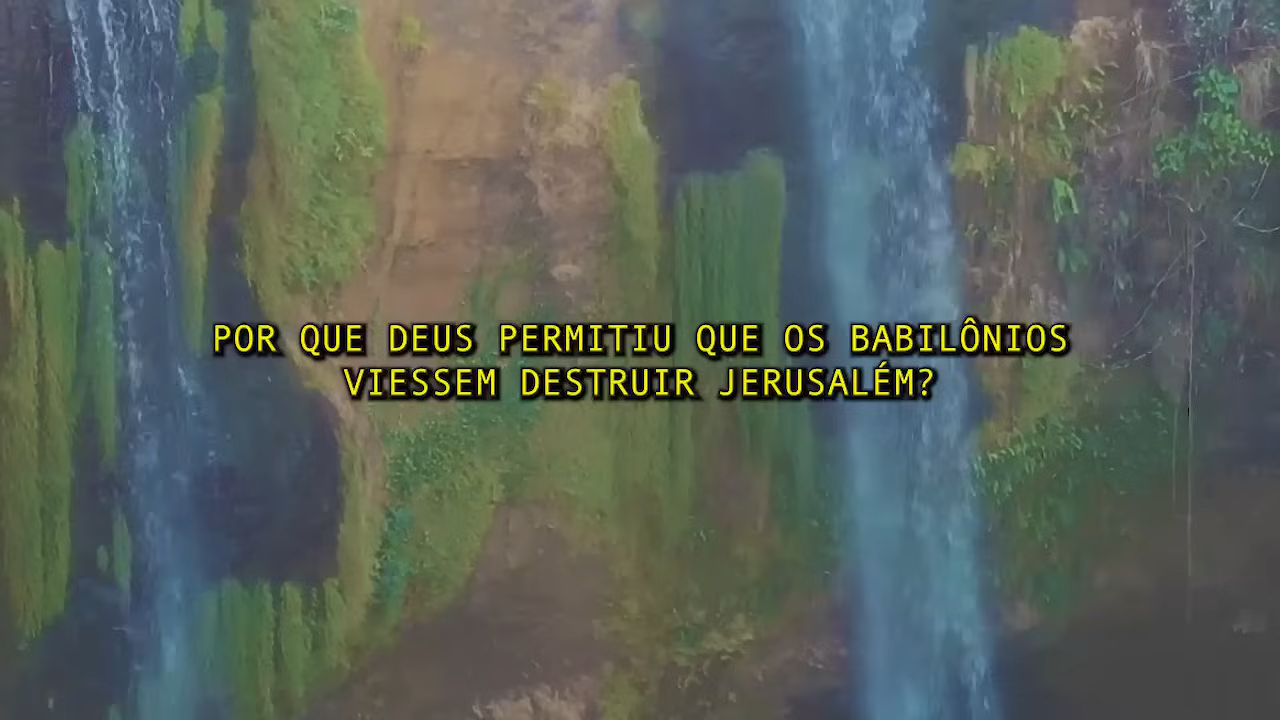 POR QUE DEUS PERMITIU QUE OS BABILÔNIOS
VIESSEM DESTRUIR JERUSALÉM?